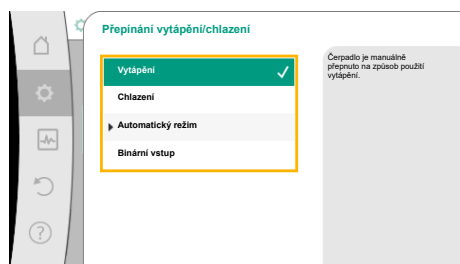 Přepínání vytápění/chlazení
Vytápění
Chlazení
Automatický režim
Binární vstup
Čerpadlo je manuálně
přepnuto na způsob použití
vytápění.